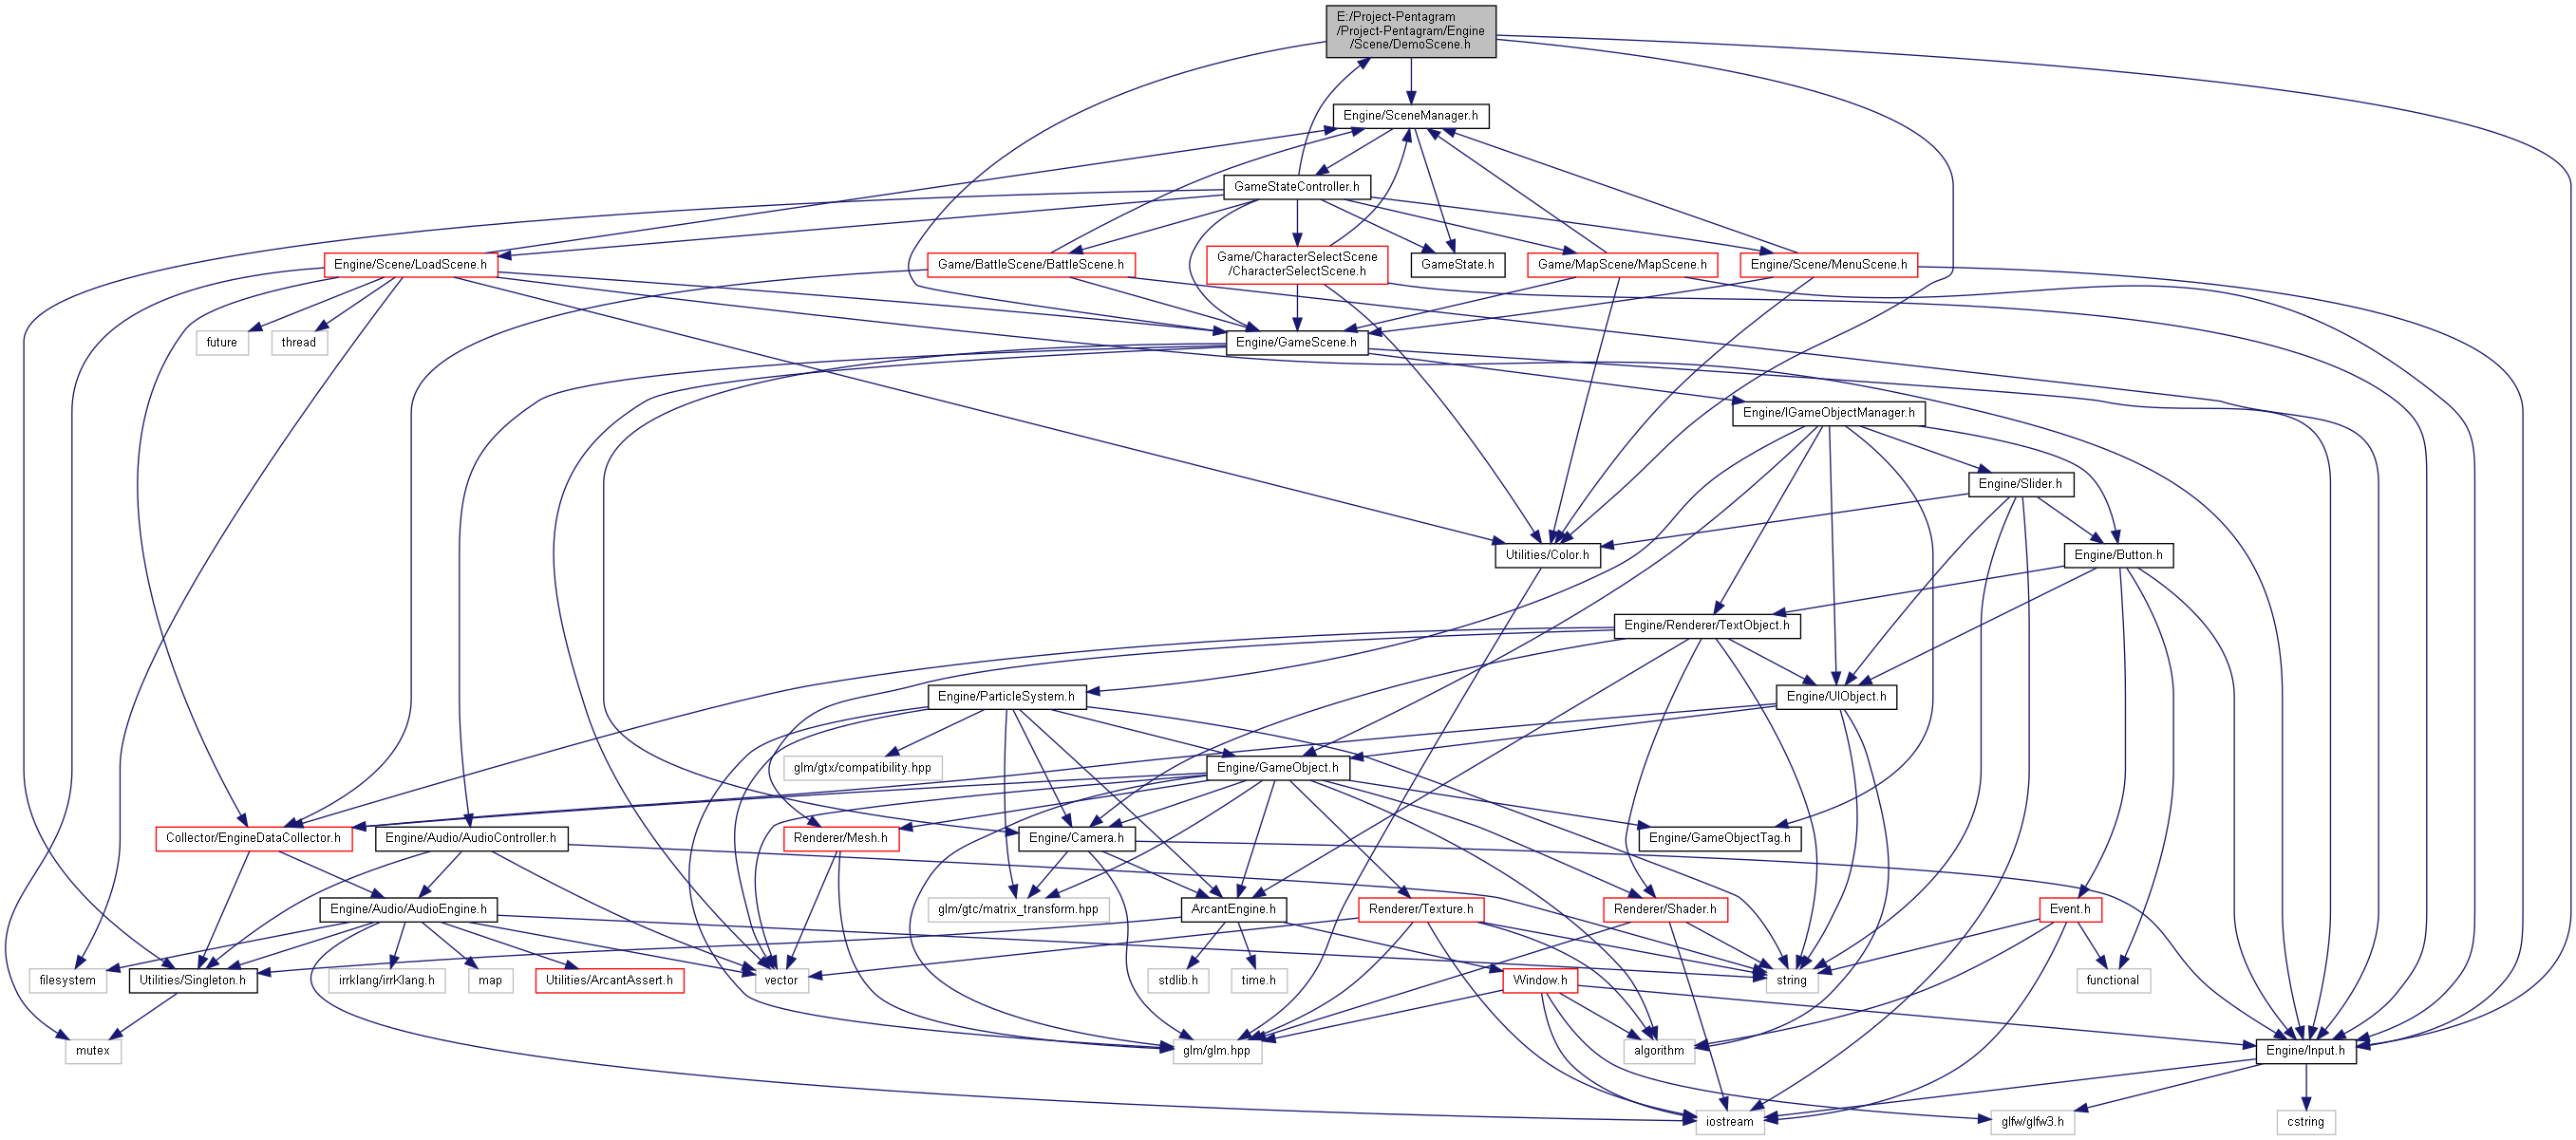 E:/Project-Pentagram
/Project-Pentagram/Engine
/Scene/DemoScene.h
Engine/SceneManager.h
GameStateController.h
Engine/Scene/LoadScene.h
Game/BattleScene/BattleScene.h
Game/CharacterSelectScene
/CharacterSelectScene.h
GameState.h
Game/MapScene/MapScene.h
Engine/Scene/MenuScene.h
future
thread
Engine/GameScene.h
Engine/IGameObjectManager.h
Engine/Slider.h
Utilities/Color.h
Engine/Button.h
Engine/Renderer/TextObject.h
Engine/ParticleSystem.h
Engine/UIObject.h
glm/gtx/compatibility.hpp
Engine/GameObject.h
Collector/EngineDataCollector.h
Engine/Audio/AudioController.h
Renderer/Mesh.h
Engine/Camera.h
Engine/GameObjectTag.h
Engine/Audio/AudioEngine.h
glm/gtc/matrix_transform.hpp
ArcantEngine.h
Renderer/Texture.h
Renderer/Shader.h
Event.h
filesystem
Utilities/Singleton.h
irrklang/irrKlang.h
map
Utilities/ArcantAssert.h
vector
stdlib.h
time.h
Window.h
string
functional
mutex
glm/glm.hpp
algorithm
Engine/Input.h
iostream
glfw/glfw3.h
cstring